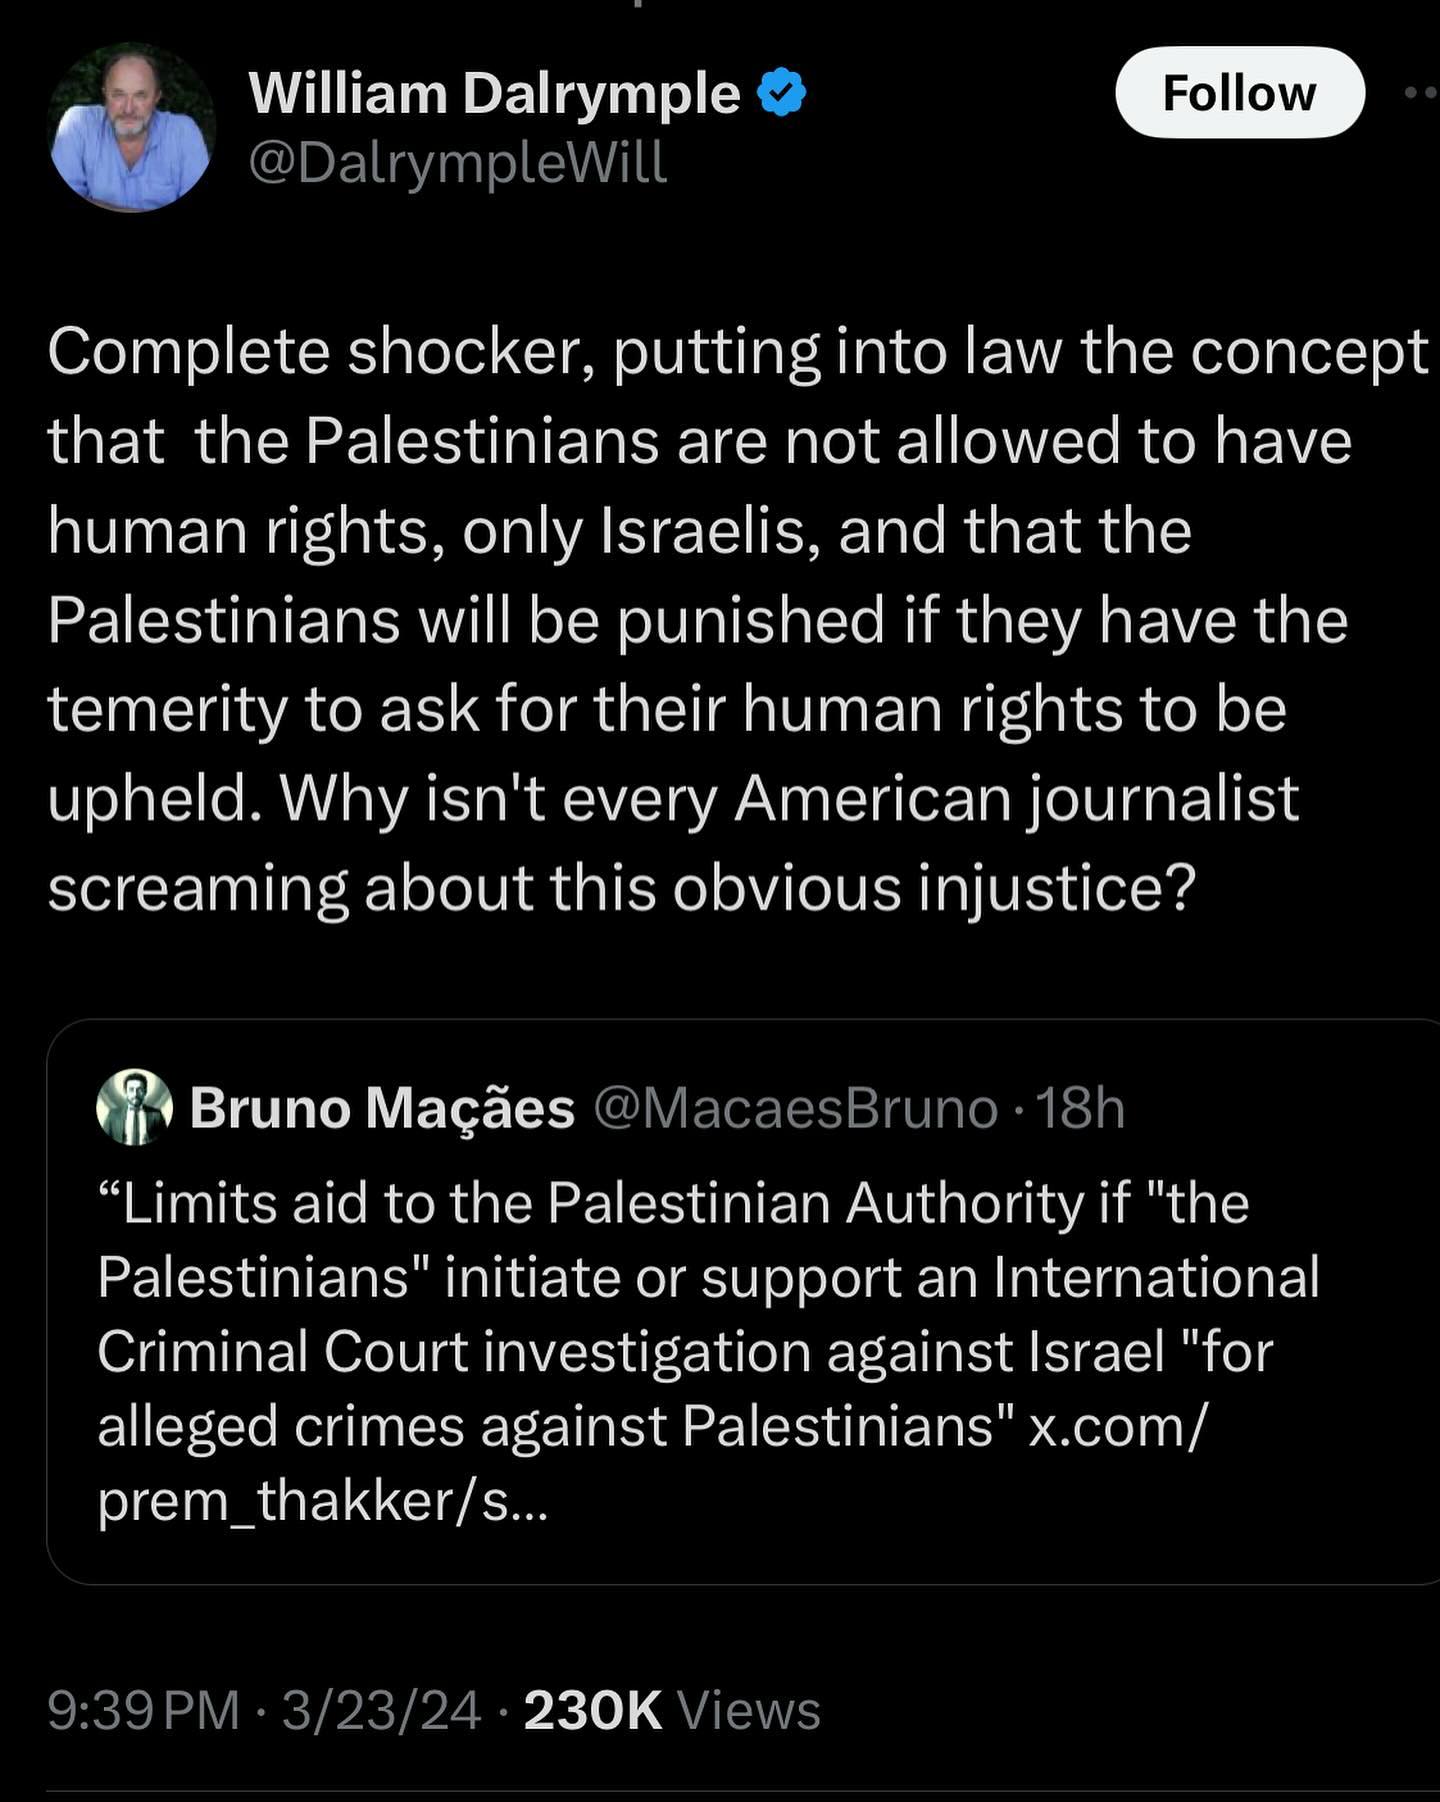 William Dalrymple
Follow
@DalrympleWill
Complete shocker, putting into law the concept
that  the Palestinians are not allowed to have
human rights, only Israelis, and that the
Palestinians will be punished if they have the
temerity to ask for their human rights to be
upheld. Why isn't every American journalist
screaming about this obvious injustice?
Bruno Maçães @MacaesBruno · 18h
“Limits aid to the Palestinian Authority if "the
Palestinians" initiate or support an International
Criminal Court investigation against Israel "for
alleged crimes against Palestinians" x.com/
prem_thakker/s...
9:39 PM · 3/23/24 · 230K Views